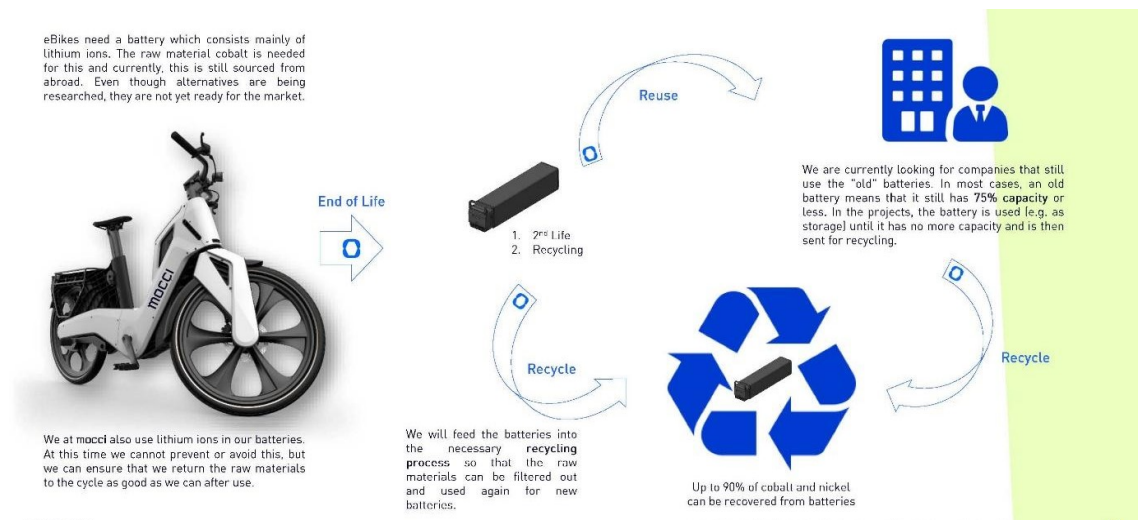 eBikes need a battery which consists mainly of
lithium ions. The raw material cobalt is needed
for this and currently, this is still sourced from
abroad. Even though alternatives are being
researched, they are not yet ready for the market.
mocci
End of Life
We at mocci also use lithium ions in our batteries.
At this time we cannot prevent or avoid this, but
we can ensure that we return the raw materials
to the cycle as good as we can after use.
1. 2nd Life
2. Recycling
Reuse
We are currently looking for companies that still
use the "old" batteries. In most cases, an old
battery means that it still has 75% capacity or
less. In the projects, the battery is used (e.g. as
storage) until it has no more capacity and is then
sent for recycling.
Recycle
We will feed the batteries into
the necessary recycling
process so that the raw
materials can be filtered out
and used again for new
batteries.
Recycle
Up to 90% of cobalt and nickel
can be recovered from batteries